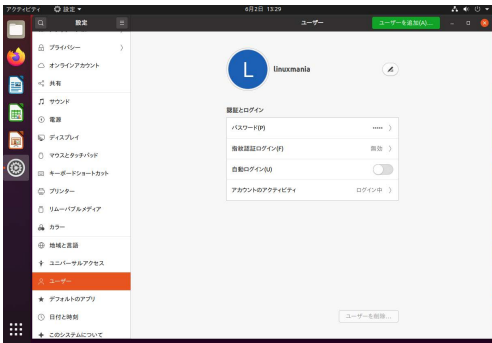 アクティビティ 設定 6月2日 13:29
設定 ユーザー ユーザーを追加(A)...
プライバシー
オンラインアカウント
共有
サウンド
電源
ディスプレイ
マウスとタッチパッド
キーボードショートカット
プリンター
リムーバブルメディア
カラー
地域と言語
ユニバーサルアクセス
ユーザー
デフォルトのアプリ
日付と時刻
このシステムについて
L linuxmania
認証とログイン
パスワード(P) •••••
指紋認証ログイン(F) 無効
自動ログイン(U)
アカウントのアクティビティ ログイン中
ユーザーを削除...